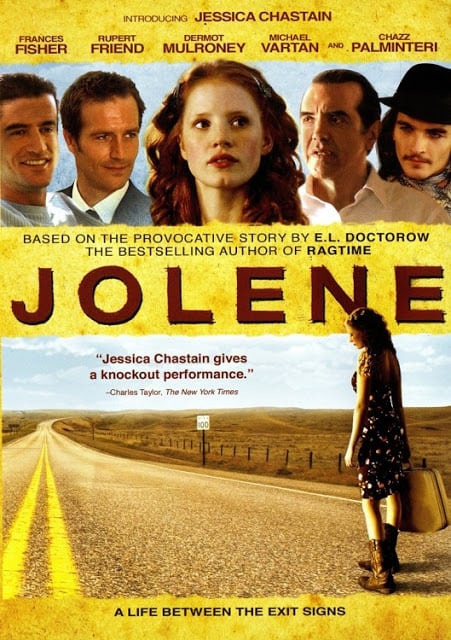 INTRODUCING JESSICA CHASTAIN
FRANCES FISHER RUPERT FRIEND DERMOT MULRONEY MICHAEL VARTAN AND CHAZZ PALMINTERI
BASED ON THE PROVOCATIVE STORY BY E.L. DOCTOROW
THE BESTSELLING AUTHOR OF RAGTIME
JOLENE
“Jessica Chastain gives
a knockout performance.”
–Charles Taylor, The New York Times
100
A LIFE BETWEEN THE EXIT SIGNS